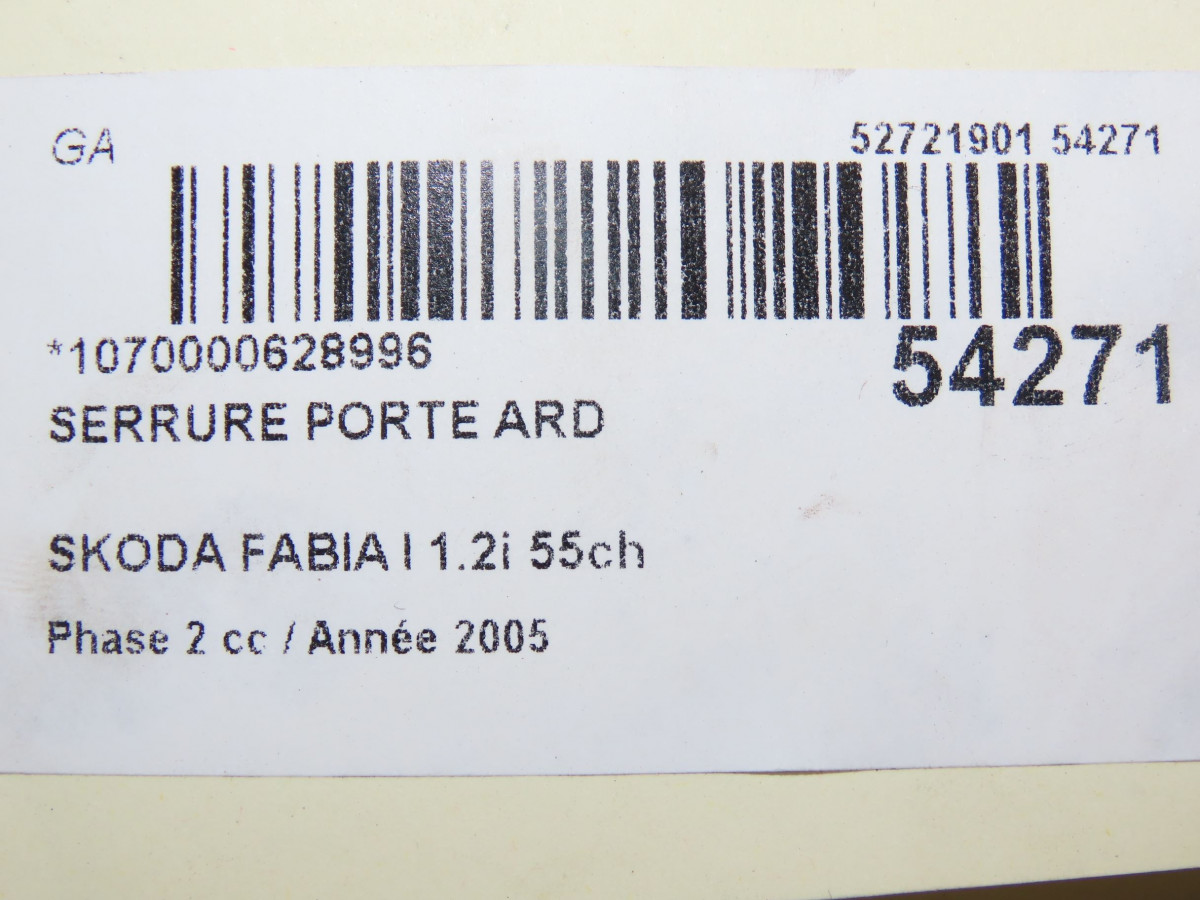 GA
52721901 54271
*1070000628996
54271
SERRURE PORTE ARD
SKODA FABIA I 1.2i 55ch
Phase 2 cc / Année 2005